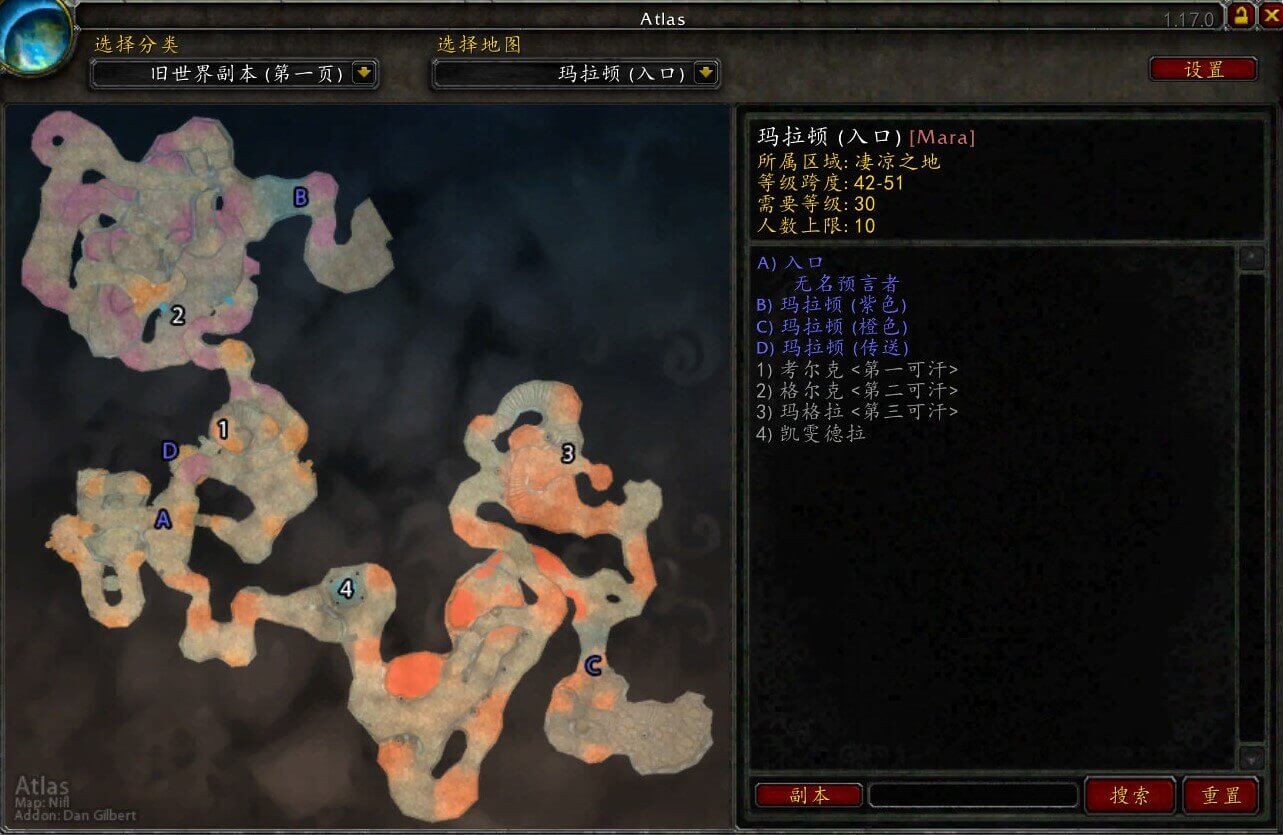 Atlas
1.17.0
选择分类
选择地图
旧世界副本 (第一页)
玛拉顿 (入口)
设置
B
2
1
D
A
3
4
C
Atlas
Map: Nifl
Addon: Dan Gilbert
玛拉顿 (入口) [Mara]
所属区域: 凄凉之地
等级跨度: 42-51
需要等级: 30
人数上限: 10
A) 入口
无名预言者
B) 玛拉顿 (紫色)
C) 玛拉顿 (橙色)
D) 玛拉顿 (传送)
1) 考尔克 <第一可汗>
2) 格尔克 <第二可汗>
3) 玛格拉 <第三可汗>
4) 凯雯德拉
副本
搜索
重置